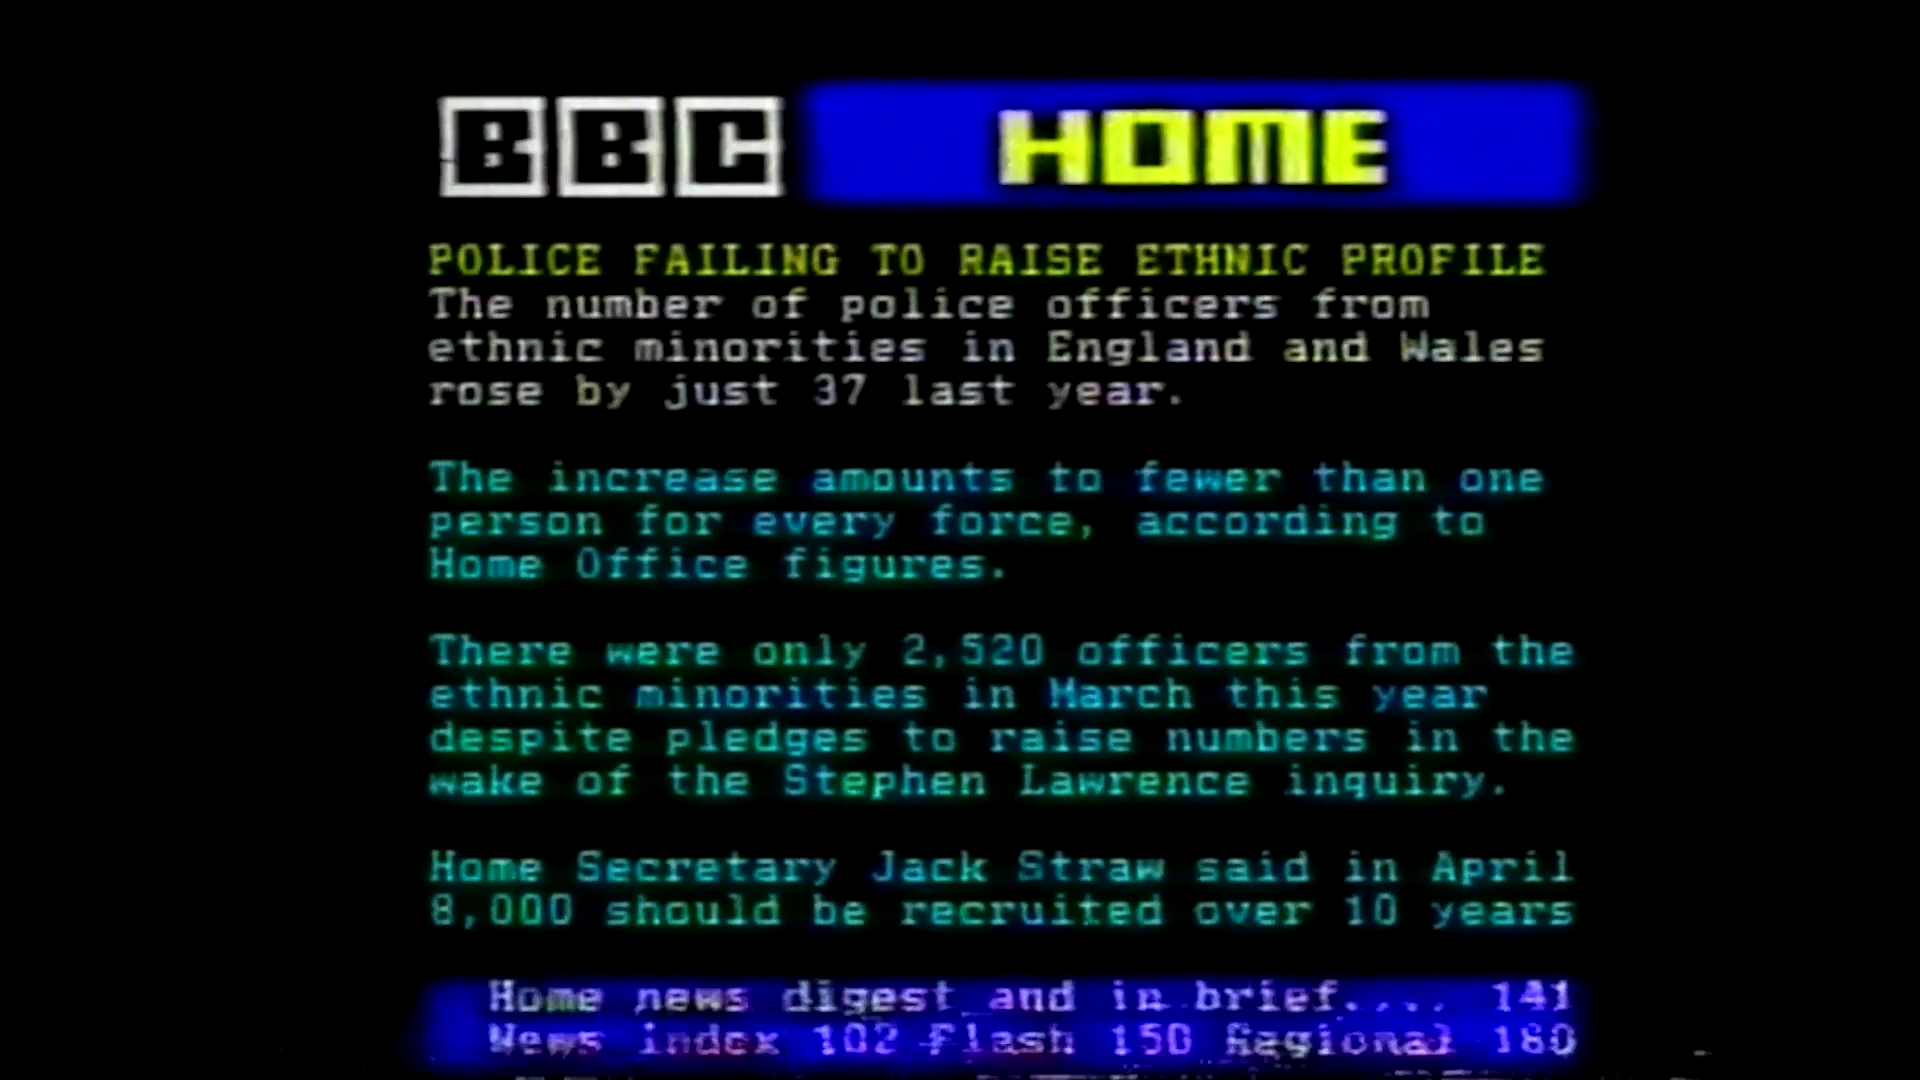 BBC HOME
POLICE FAILING TO RAISE ETHNIC PROFILE
The number of police officers from
ethnic minorities in England and Wales
rose by just 37 last year.
The increase amounts to fewer than one
person for every force, according to
Home Office figures.
There were only 2,520 officers from the
ethnic minorities in March this year
despite pledges to raise numbers in the
wake of the Stephen Lawrence inquiry.
Home Secretary Jack Straw said in April
8,000 should be recruited over 10 years
Home news digest and in brief.... 141
News index 102 Flash 150 Regional 160